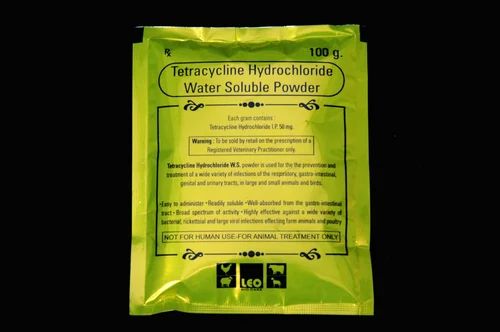 Rx 100 g.
Tetracycline Hydrochloride
Water Soluble Powder
Each gram contains :
Tetracycline Hydrochloride I.P. 50 mg.
Warning : To be sold by retail on the prescription of a
Registered Veterinary Practitioner only.
Tetracycline Hydrochloride W.S. powder is used for the the prevention and
treatment of a wide variety of infections of the respiratory, gastro-intestinal,
genital and urinary tracts, in large and small animals and birds.
•Easy to administer •Readily soluble •Well-absorbed from the gastro-intestinal
tract • Broad spectrum of activity • Highly effective against a wide variety of
bacterial, rickettsial and large viral infections effecting farm animals and poultry
NOT FOR HUMAN USE-FOR ANIMAL TREATMENT ONLY
LEO